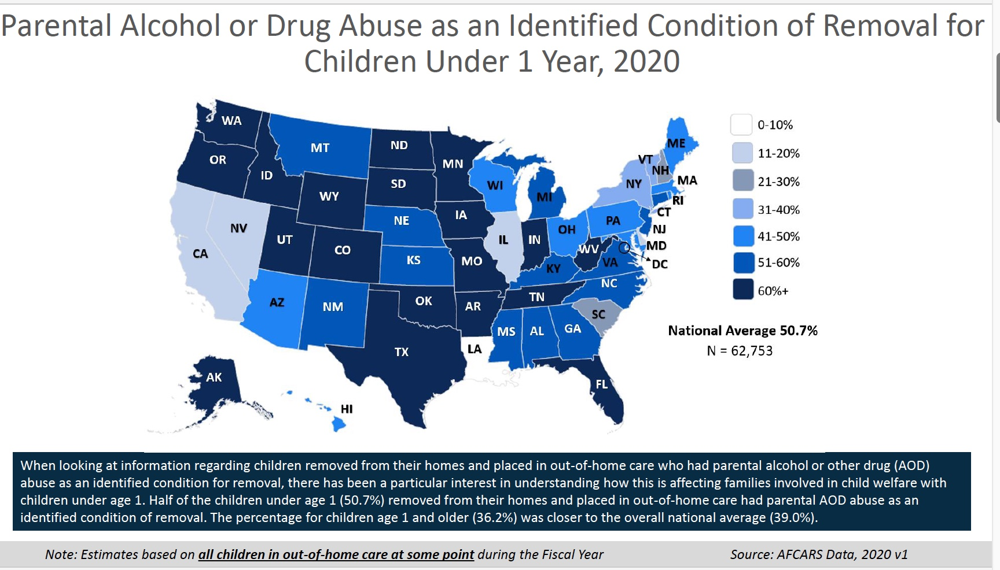 Parental Alcohol or Drug Abuse as an Identified Condition of Removal for
Children Under 1 Year, 2020
WA
OR
ID
MT
ND
MN
SD
WY
WI
MI
NE
IA
NV
UT
CO
CA
KS
MO
IL
IN
OH
PA
NY
VT
NH
ME
MA
RI
CT
NJ
MD
DC
WV
VA
KY
NC
TN
SC
AZ
NM
OK
AR
MS
AL
GA
TX
LA
FL
AK
HI
0-10%
11-20%
21-30%
31-40%
41-50%
51-60%
60%+
National Average 50.7%
N = 62,753
When looking at information regarding children removed from their homes and placed in out-of-home care who had parental alcohol or other drug (AOD)
abuse as an identified condition for removal, there has been a particular interest in understanding how this is affecting families involved in child welfare with
children under age 1. Half of the children under age 1 (50.7%) removed from their homes and placed in out-of-home care had parental AOD abuse as an
identified condition of removal. The percentage for children age 1 and older (36.2%) was closer to the overall national average (39.0%).
Note: Estimates based on all children in out-of-home care at some point during the Fiscal Year
Source: AFCARS Data, 2020 v1